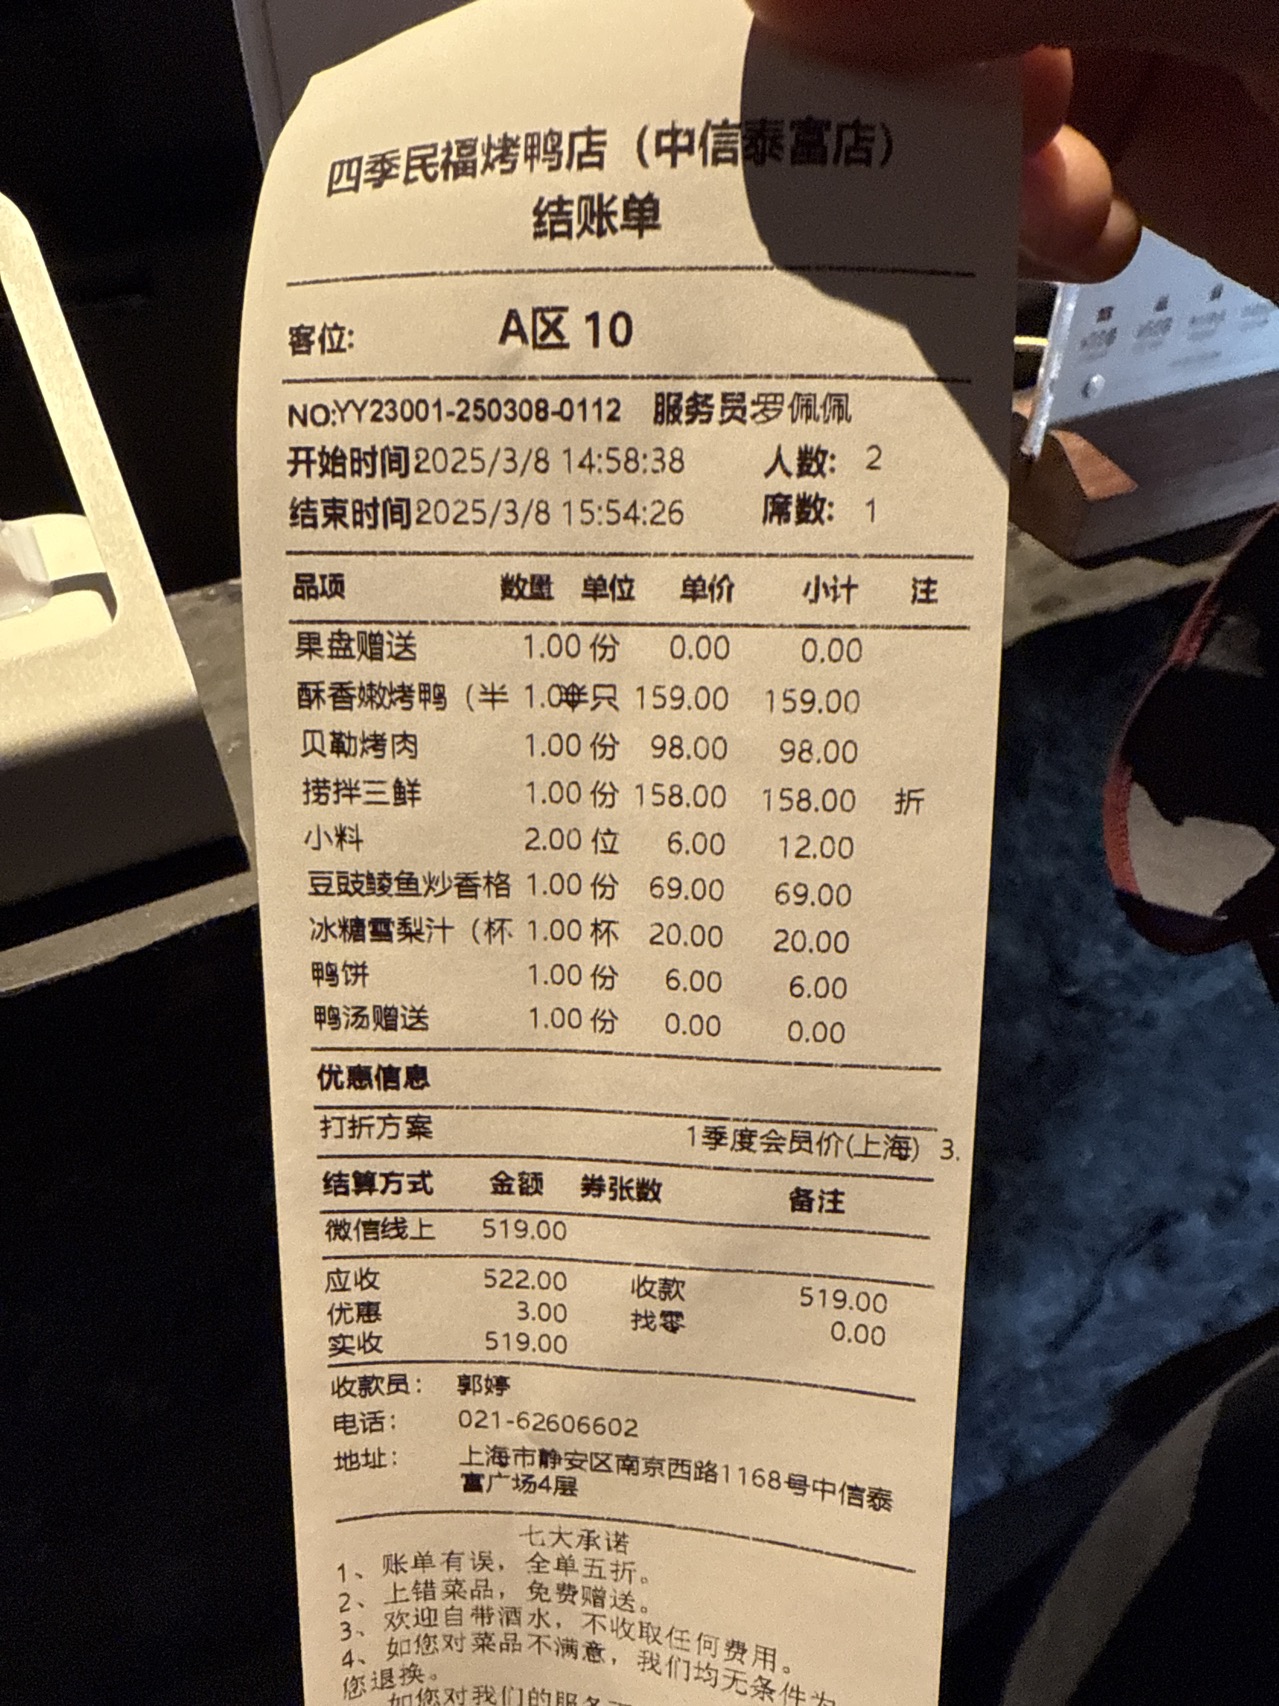 四季民福烤鸭店（中信泰富店）
结账单
客位: A区 10
NO:YY23001-250308-0112 服务员罗佩佩
开始时间2025/3/8 14:58:38 人数: 2
结束时间2025/3/8 15:54:26 席数: 1
品项 数量 单位 单价 小计 注
果盘赠送 1.00 份 0.00 0.00
酥香嫩烤鸭（半 1.00半只 159.00 159.00
贝勒烤肉 1.00 份 98.00 98.00
捞拌三鲜 1.00 份 158.00 158.00 折
小料 2.00 位 6.00 12.00
豆豉鲮鱼炒香格 1.00 份 69.00 69.00
冰糖雪梨汁（杯 1.00 杯 20.00 20.00
鸭饼 1.00 份 6.00 6.00
鸭汤赠送 1.00 份 0.00 0.00
优惠信息
打折方案 1季度会员价(上海) 3.
结算方式 金额 券张数 备注
微信线上 519.00
应收 522.00 收款 519.00
优惠 3.00 找零 0.00
实收 519.00
收款员: 郭婷
电话: 021-62606602
地址: 上海市静安区南京西路1168号中信泰
富广场4层
七大承诺
1、账单有误，全单五折。
2、上错菜品，免费赠送。
3、欢迎自带酒水，不收取任何费用。
4、如您对菜品不满意，我们均无条件为
您退换。
如您对我们的服务